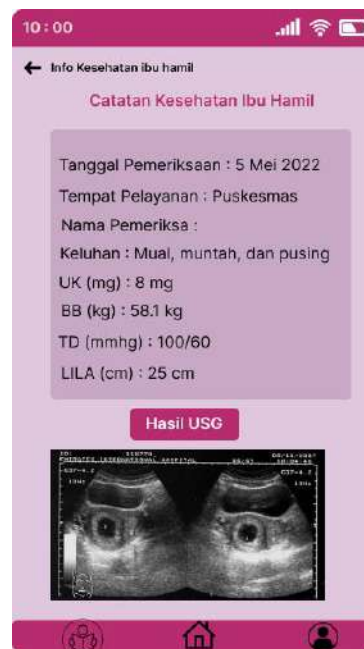 10:00
Info Kesehatan ibu hamil
Catatan Kesehatan Ibu Hamil
Tanggal Pemeriksaan : 5 Mei 2022
Tempat Pelayanan : Puskesmas
Nama Pemeriksa :
Keluhan : Mual, muntah, dan pusing
UK (mg) : 8 mg
BB (kg) : 58.1 kg
TD (mmhg) : 100/60
LILA (cm) : 25 cm
Hasil USG